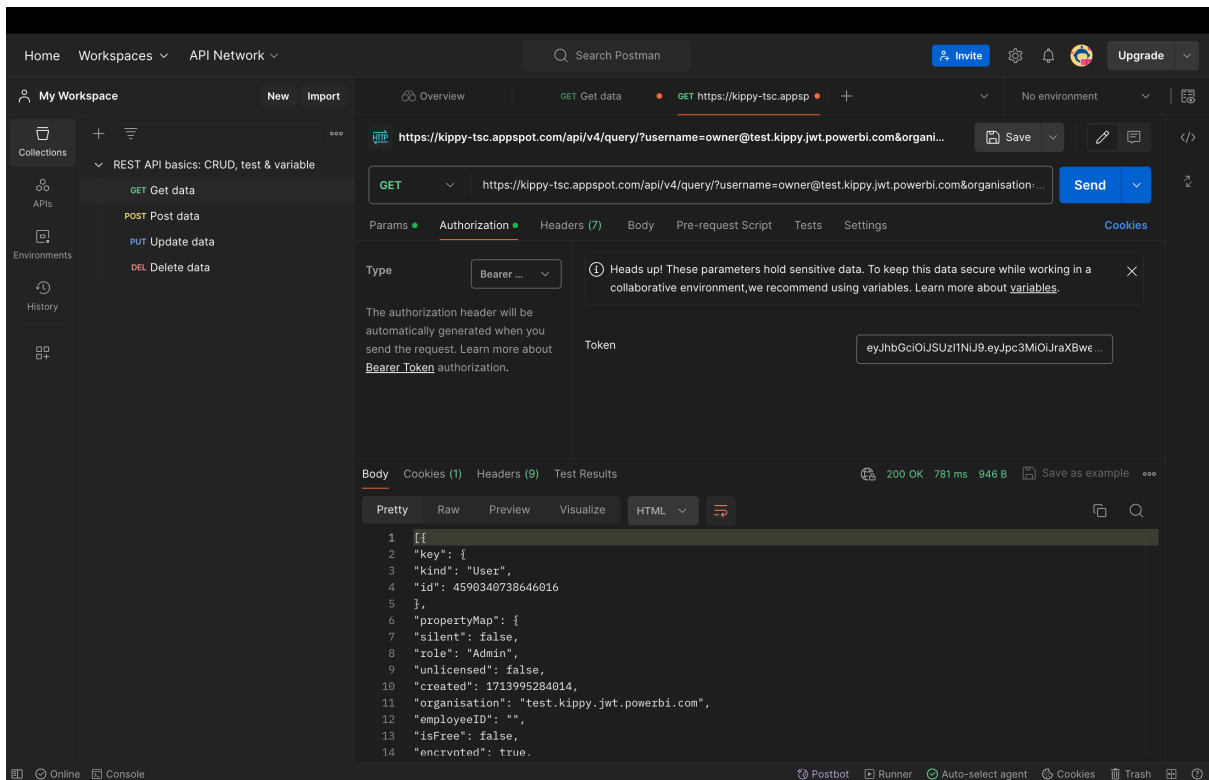 Home Workspaces API Network Search Postman Invite Upgrade
My Workspace New Import Overview GET Get data GET https://kippy-tsc.appsp No environment
Collections
APIs
Environments
History
REST API basics: CRUD, test & variable
GET Get data
POST Post data
PUT Update data
DEL Delete data
HTTP https://kippy-tsc.appspot.com/api/v4/query/?username=owner@test.kippy.jwt.powerbi.com&organi... Save
GET https://kippy-tsc.appspot.com/api/v4/query/?username=owner@test.kippy.jwt.powerbi.com&organisation=... Send
Params Authorization Headers (7) Body Pre-request Script Tests Settings Cookies
Type Bearer ...
The authorization header will be
automatically generated when you
send the request. Learn more about
Bearer Token authorization.
Heads up! These parameters hold sensitive data. To keep this data secure while working in a
collaborative environment,we recommend using variables. Learn more about variables.
Token eyJhbGciOiJSUzI1NiJ9.eyJpc3MiOiJraXBwe...
Body Cookies (1) Headers (9) Test Results 200 OK 781 ms 946 B Save as example
Pretty Raw Preview Visualize HTML
1 [{
2 "key": {
3 "kind": "User",
4 "id": 4590340738646016
5 },
6 "propertyMap": {
7 "silent": false,
8 "role": "Admin",
9 "unlicensed": false,
10 "created": 1713995284014,
11 "organisation": "test.kippy.jwt.powerbi.com",
12 "employeeID": "",
13 "isFree": false,
14 "encrypted": true,
Online Console Postbot Runner Auto-select agent Cookies Trash